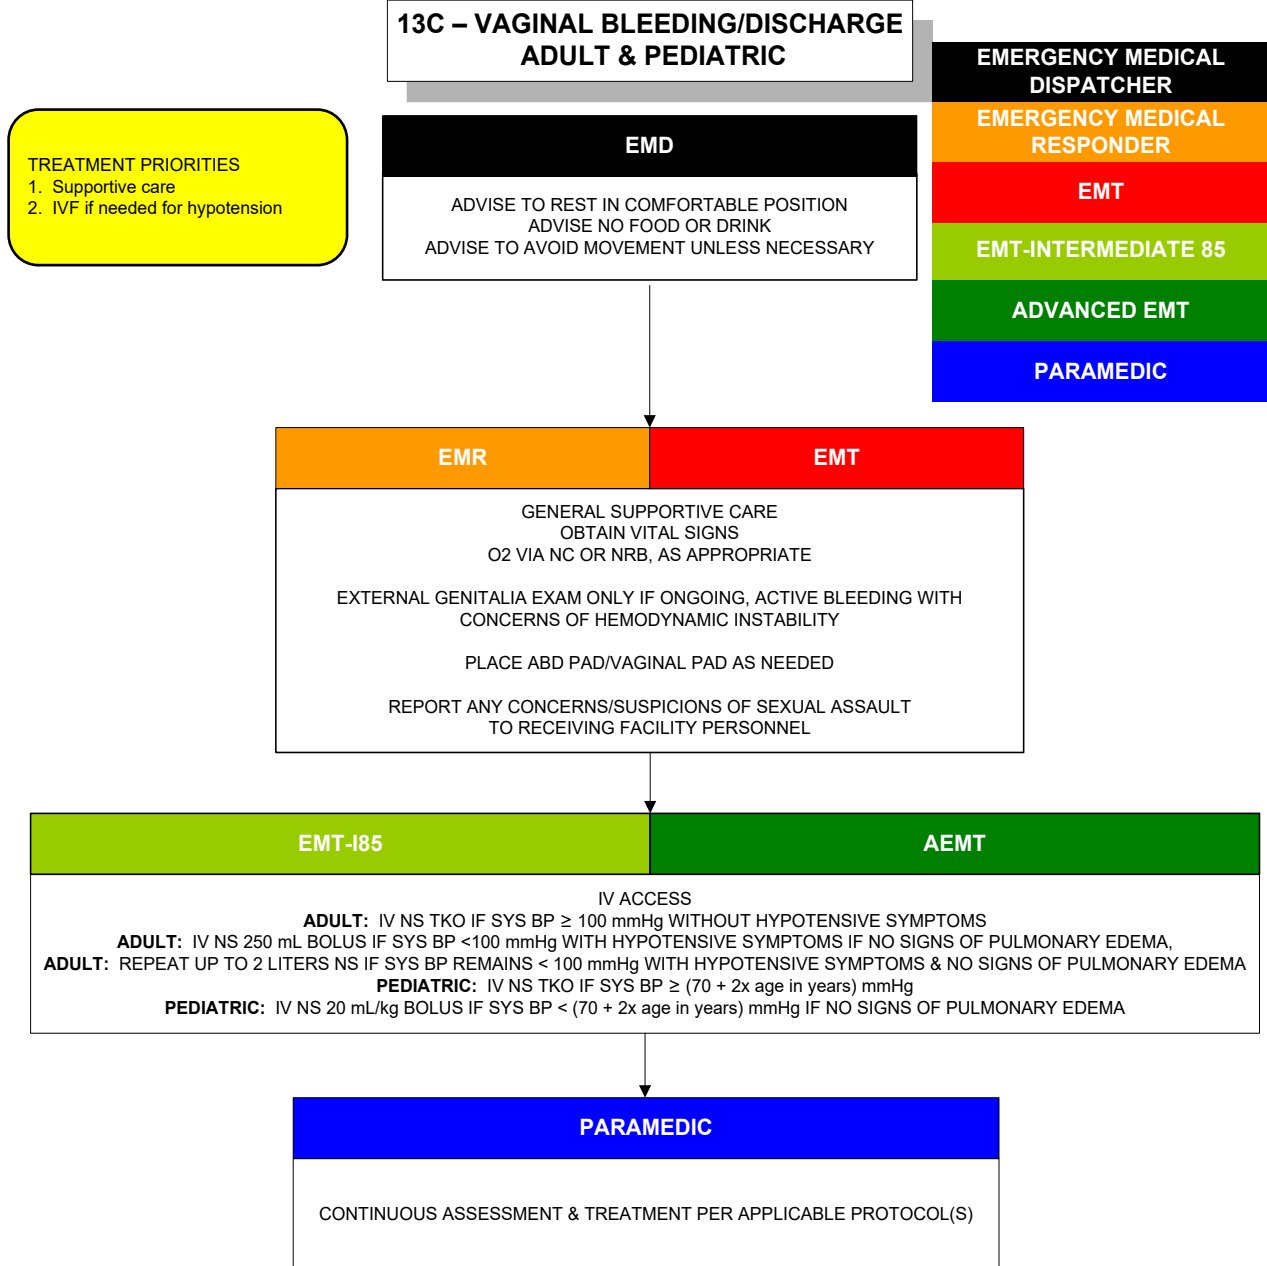 13C – VAGINAL BLEEDING/DISCHARGE
ADULT & PEDIATRIC
EMERGENCY MEDICAL
DISPATCHER
EMERGENCY MEDICAL
RESPONDER
EMT
EMT-INTERMEDIATE 85
ADVANCED EMT
PARAMEDIC
TREATMENT PRIORITIES
1. Supportive care
2. IVF if needed for hypotension
EMD
ADVISE TO REST IN COMFORTABLE POSITION
ADVISE NO FOOD OR DRINK
ADVISE TO AVOID MOVEMENT UNLESS NECESSARY
EMR
EMT
GENERAL SUPPORTIVE CARE
OBTAIN VITAL SIGNS
O2 VIA NC OR NRB, AS APPROPRIATE
EXTERNAL GENITALIA EXAM ONLY IF ONGOING, ACTIVE BLEEDING WITH
CONCERNS OF HEMODYNAMIC INSTABILITY
PLACE ABD PAD/VAGINAL PAD AS NEEDED
REPORT ANY CONCERNS/SUSPICIONS OF SEXUAL ASSAULT
TO RECEIVING FACILITY PERSONNEL
EMT-I85
AEMT
IV ACCESS
ADULT: IV NS TKO IF SYS BP ≥ 100 mmHg WITHOUT HYPOTENSIVE SYMPTOMS
ADULT: IV NS 250 mL BOLUS IF SYS BP <100 mmHg WITH HYPOTENSIVE SYMPTOMS IF NO SIGNS OF PULMONARY EDEMA,
ADULT: REPEAT UP TO 2 LITERS NS IF SYS BP REMAINS < 100 mmHg WITH HYPOTENSIVE SYMPTOMS & NO SIGNS OF PULMONARY EDEMA
PEDIATRIC: IV NS TKO IF SYS BP ≥ (70 + 2x age in years) mmHg
PEDIATRIC: IV NS 20 mL/kg BOLUS IF SYS BP < (70 + 2x age in years) mmHg IF NO SIGNS OF PULMONARY EDEMA
PARAMEDIC
CONTINUOUS ASSESSMENT & TREATMENT PER APPLICABLE PROTOCOL(S)